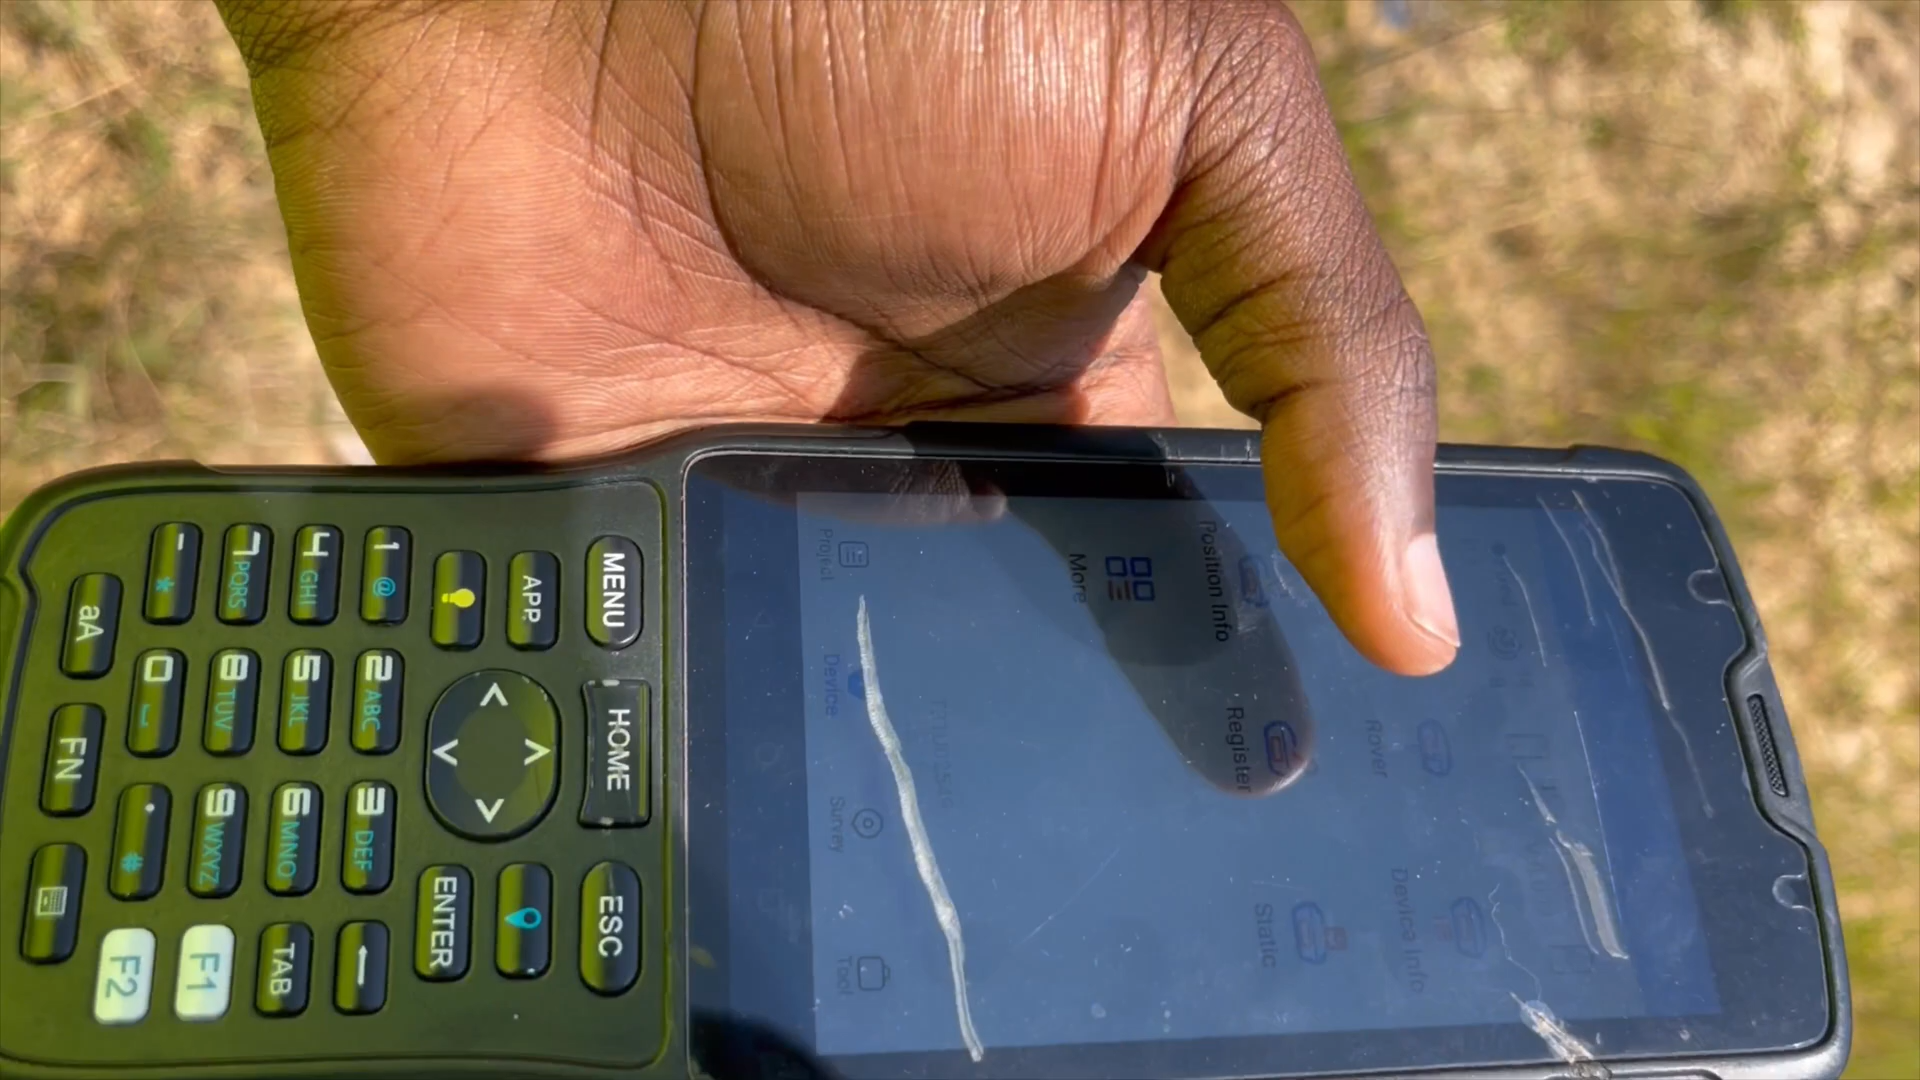 Rover
Device Info
Position Info
Register
Static
More
Project
Device
Survey
Tool
MENU
HOME
ESC
APP
ENTER
1 @
2 ABC
3 DEF
←
4 GHI
5 JKL
6 MNO
TAB
7 PQRS
8 TUV
9 WXYZ
F1
- *
0
. #
F2
aA
FN